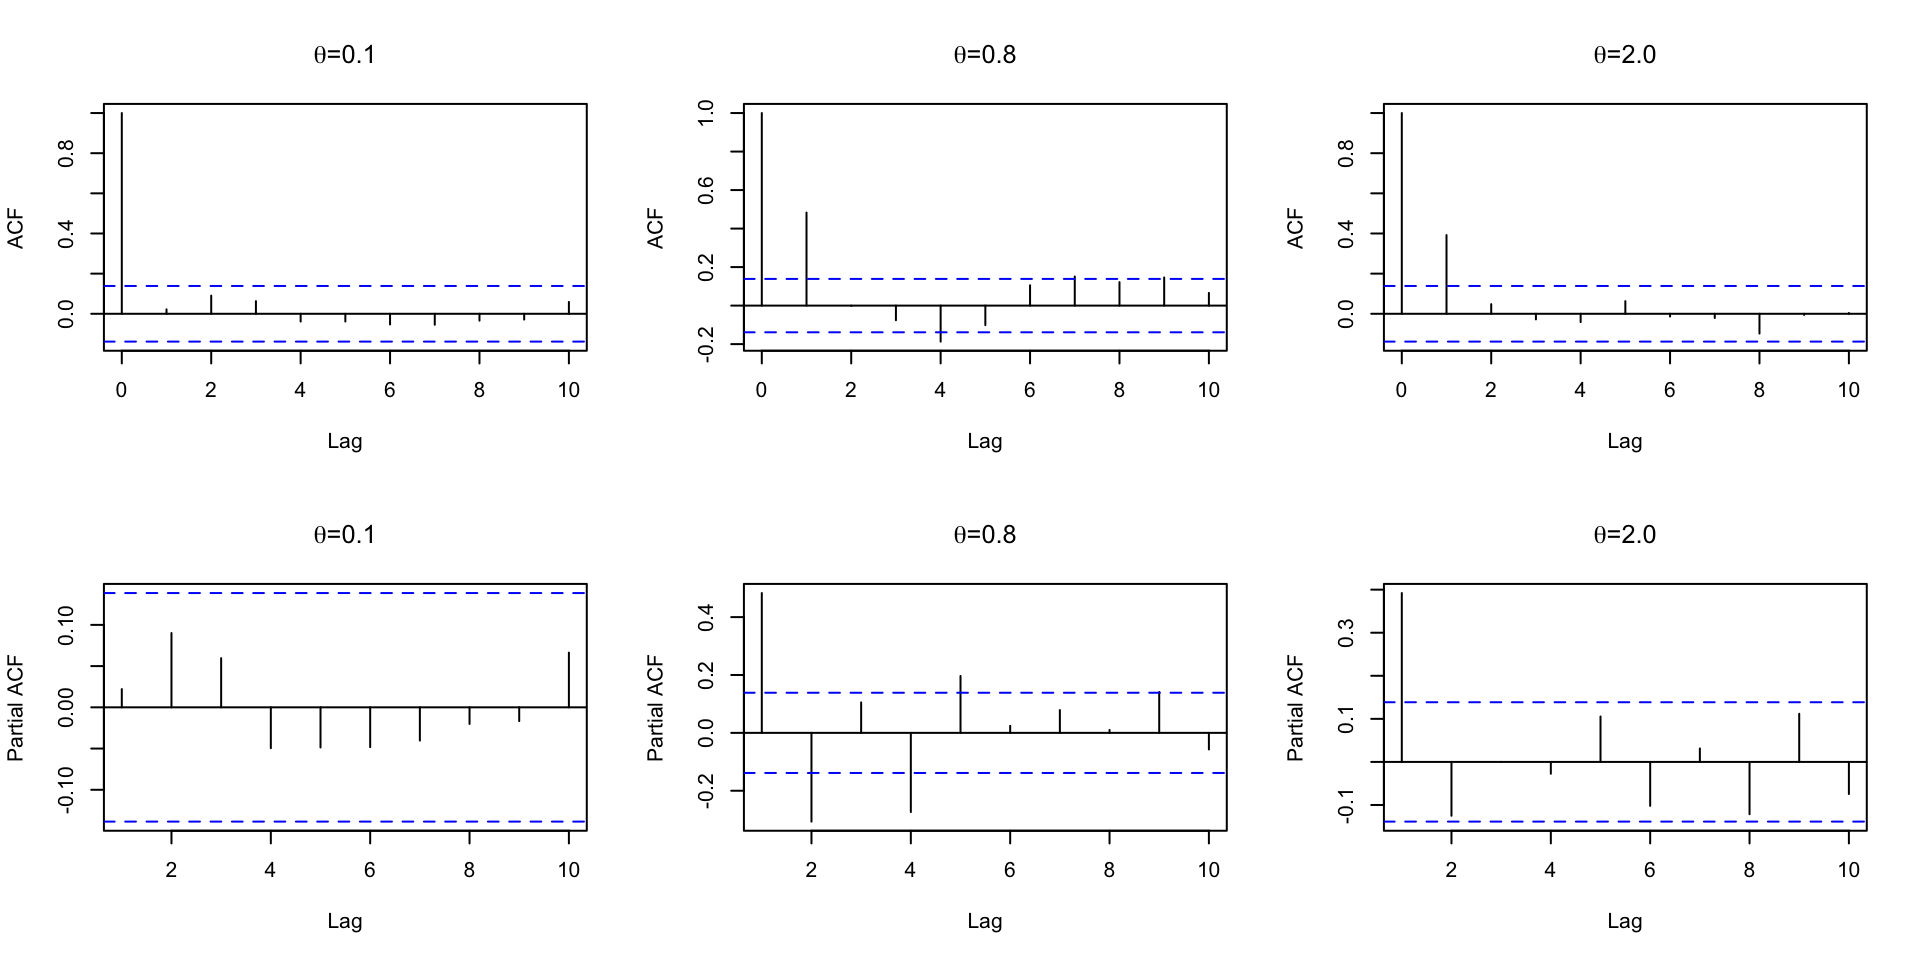 θ=0.1
ACF
0.0 0.4 0.8
0 2 4 6 8 10
Lag
θ=0.8
ACF
-0.2 0.2 0.6 1.0
0 2 4 6 8 10
Lag
θ=2.0
ACF
0.0 0.4 0.8
0 2 4 6 8 10
Lag
θ=0.1
Partial ACF
-0.10 0.00 0.10
2 4 6 8 10
Lag
θ=0.8
Partial ACF
-0.2 0.0 0.2 0.4
2 4 6 8 10
Lag
θ=2.0
Partial ACF
-0.1 0.1 0.3
2 4 6 8 10
Lag